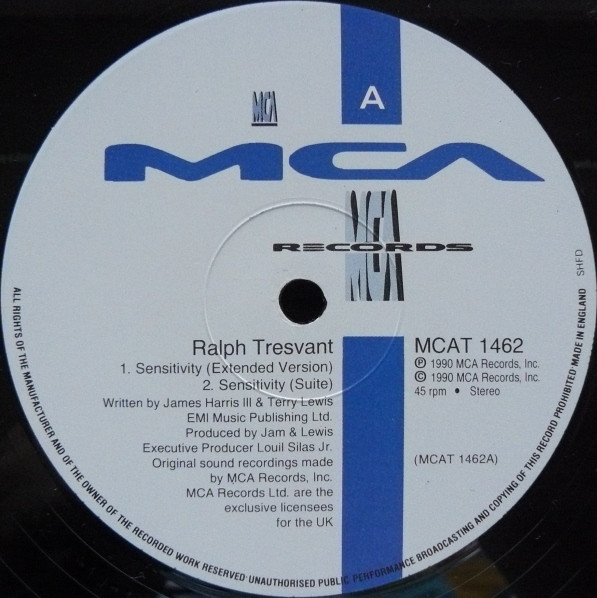 A
MCA
MCA
MCA
RECORDS
SHFD
Ralph Tresvant
1. Sensitivity (Extended Version)
2. Sensitivity (Suite)
Written by James Harris III & Terry Lewis
EMI Music Publishing Ltd.
Produced by Jam & Lewis
Executive Producer Louil Silas Jr.
Original sound recordings made
by MCA Records, Inc.
MCA Records Ltd. are the
exclusive licensees
for the UK
MCAT 1462
℗ 1990 MCA Records, Inc.
© 1990 MCA Records, Inc.
45 rpm • Stereo
(MCAT 1462A)
ALL RIGHTS OF THE MANUFACTURER AND OF THE OWNER OF THE RECORDED WORK RESERVED·UNAUTHORISED PUBLIC PERFORMANCE BROADCASTING AND COPYING OF THIS RECORD PROHIBITED MADE IN ENGLAND